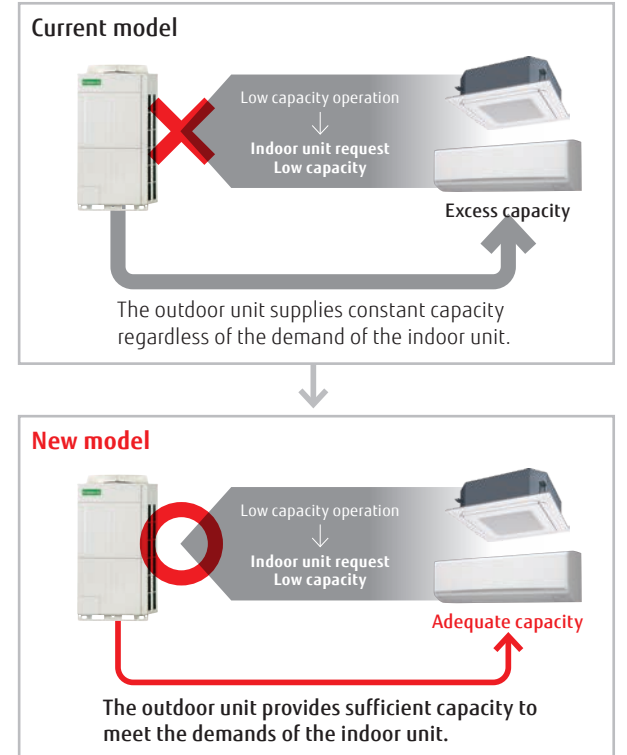 Current model
Low capacity operation
↓
Indoor unit request
Low capacity
Excess capacity
The outdoor unit supplies constant capacity
regardless of the demand of the indoor unit.
New model
Low capacity operation
↓
Indoor unit request
Low capacity
Adequate capacity
The outdoor unit provides sufficient capacity to
meet the demands of the indoor unit.